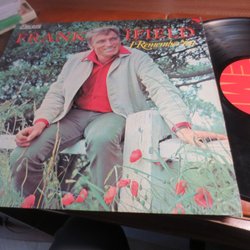 FRANK IFIELD
I Remember You